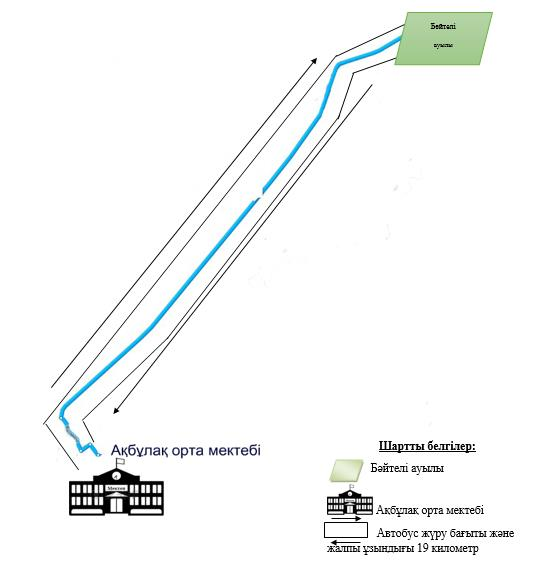 Бейтелі
ауылы
Ақбұлақ орта мектебі
Мектеп
Шартты белгілер:
Бәйтелі ауылы
Ақбұлақ орта мектебі
Автобус жүру бағыты және
жалпы ұзындығы 19 километр